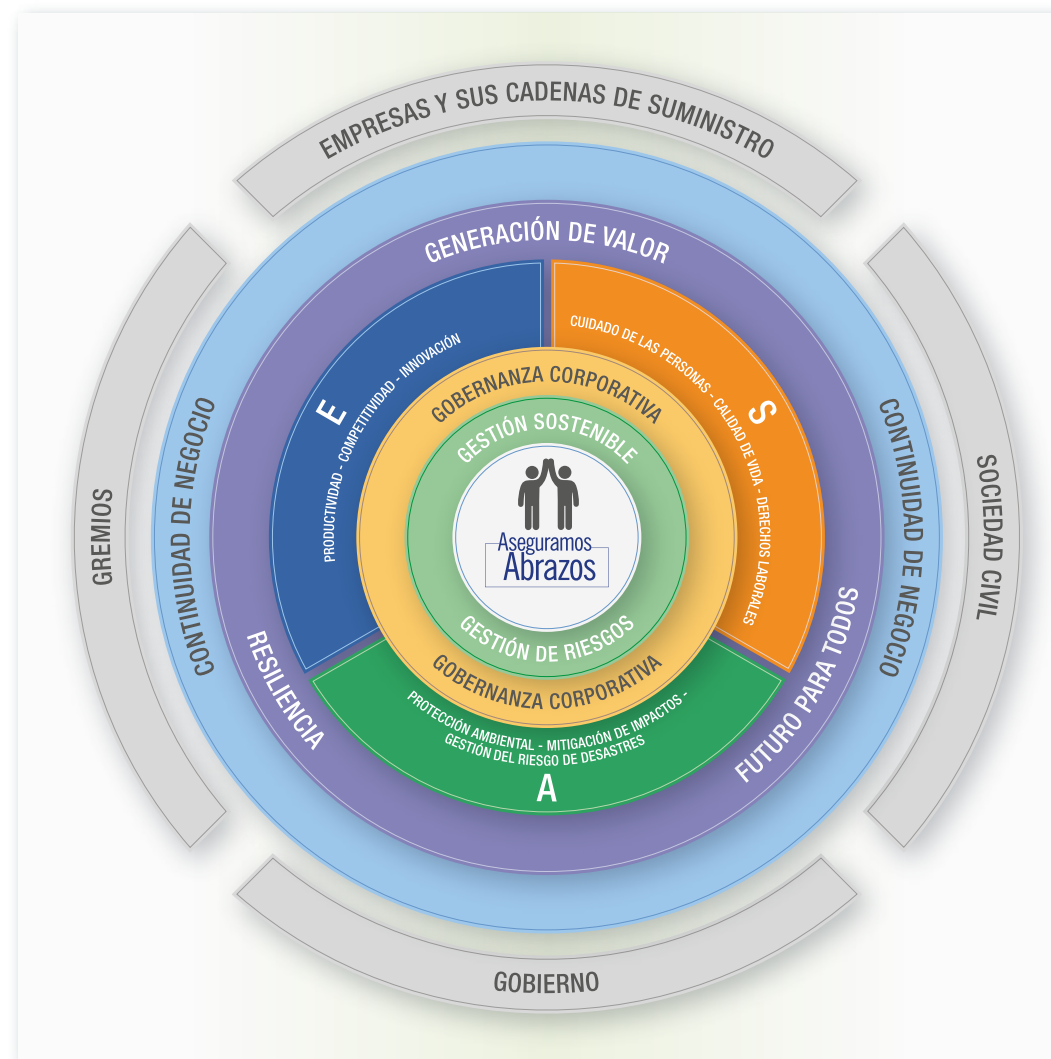 EMPRESAS Y SUS CADENAS DE SUMINISTRO
GENERACIÓN DE VALOR
CUIDADO DE LAS PERSONAS - CALIDAD DE VIDA - DERECHOS LABORALES
S
PRODUCTIVIDAD - COMPETITIVIDAD - INNOVACIÓN
E
GOBERNANZA CORPORATIVA
GESTIÓN SOSTENIBLE
Aseguramos
Abrazos
GESTIÓN DE RIESGOS
GOBERNANZA CORPORATIVA
PROTECCIÓN AMBIENTAL - MITIGACIÓN DE IMPACTOS -
GESTIÓN DEL RIESGO DE DESASTRES
A
GREMIOS
CONTINUIDAD DE NEGOCIO
CONTINUIDAD DE NEGOCIO
SOCIEDAD CIVIL
RESILIENCIA
FUTURO PARA TODOS
GOBIERNO